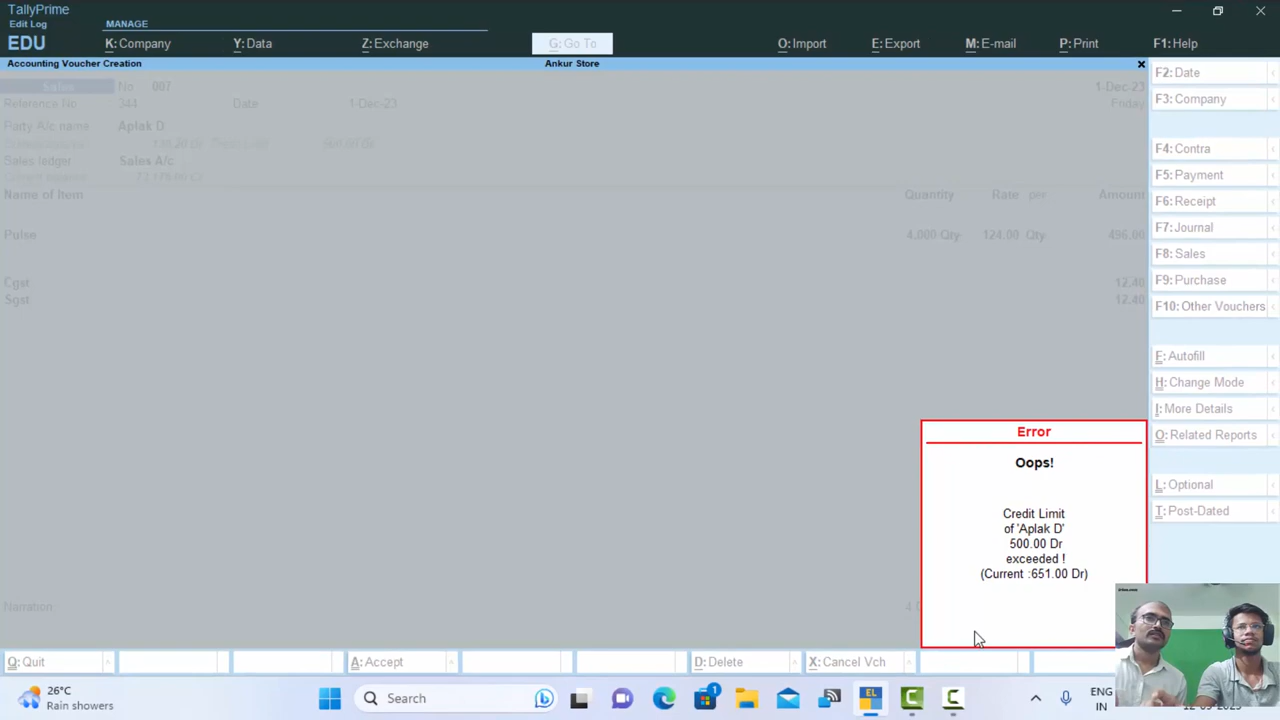 TallyPrime
Edit Log
EDU
MANAGE
K: Company
Y: Data
Z: Exchange
G: Go To
O: Import
E: Export
M: E-mail
P: Print
F1: Help
Accounting Voucher Creation
Ankur Store
Sales No 007
1-Dec-23
Reference No 344 Date 1-Dec-23
Friday
Party A/c name Aplak D
Sales ledger Sales A/c
Current balance
Name of Item Quantity Rate per Amount
Pulse 4.000 Qty 124.00 Qty 496.00
Cgst 12.40
Sgst 12.40
Narration
Error
Oops!
Credit Limit
of 'Aplak D'
500.00 Dr
exceeded !
(Current :651.00 Dr)
F2: Date
F3: Company
F4: Contra
F5: Payment
F6: Receipt
F7: Journal
F8: Sales
F9: Purchase
F10: Other Vouchers
F: Autofill
H: Change Mode
I: More Details
O: Related Reports
L: Optional
T: Post-Dated
Q: Quit
A: Accept
D: Delete
X: Cancel Vch
26°C
Rain showers
Search
1
EL
ENG
IN